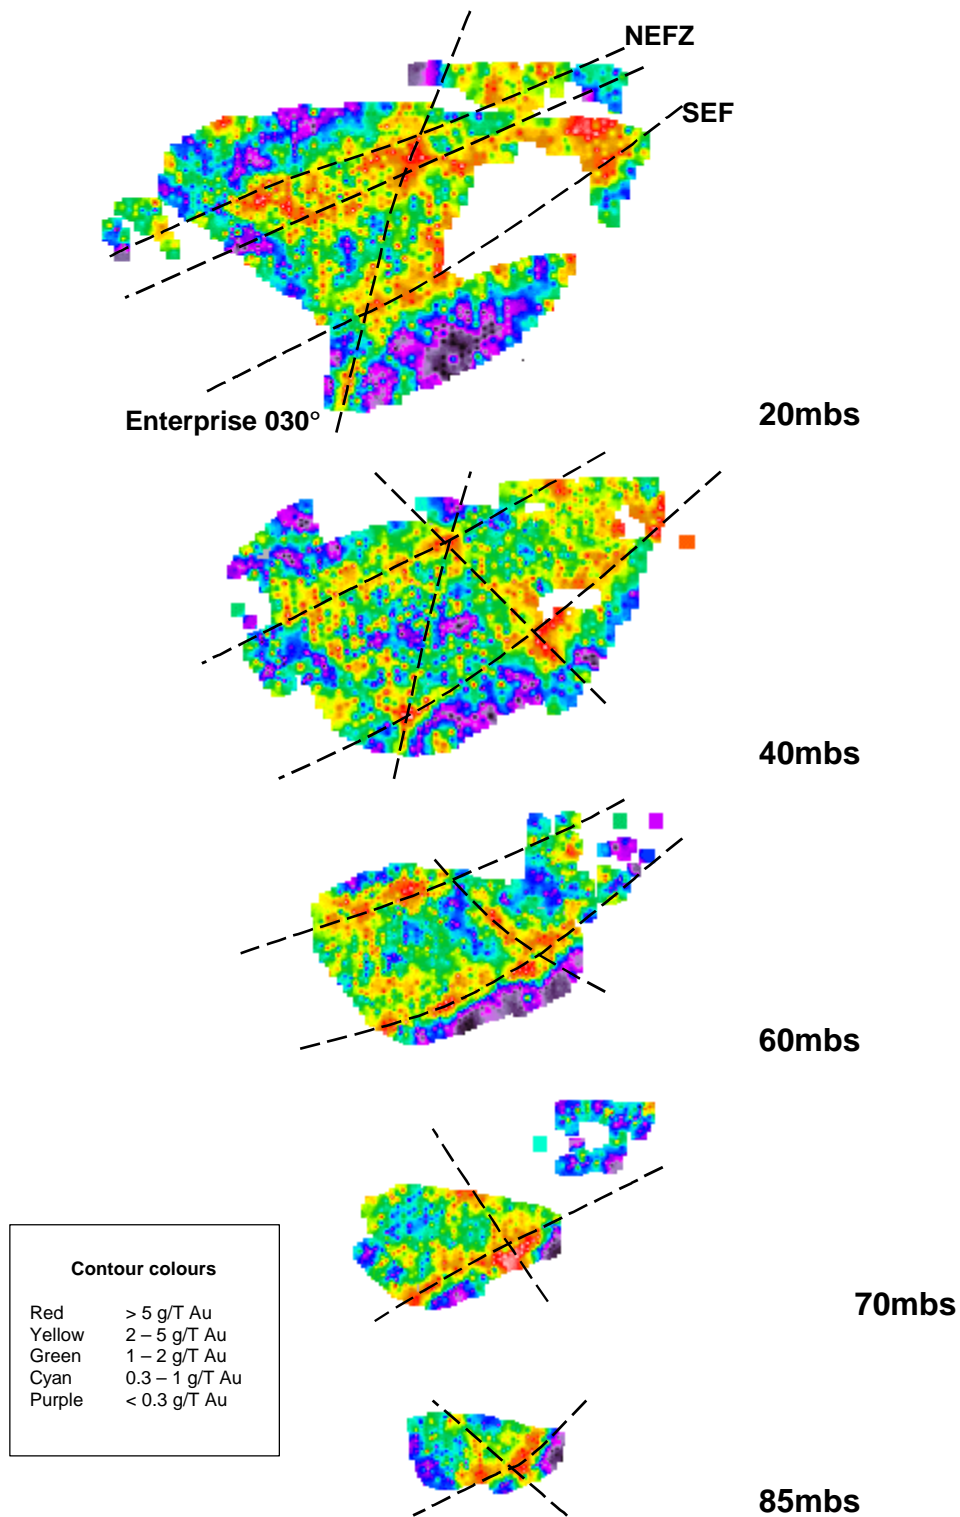 NEFZ
SEF
Enterprise 030°
20mbs
40mbs
60mbs
70mbs
Contour colours
Red > 5 g/T Au
Yellow 2 – 5 g/T Au
Green 1 – 2 g/T Au
Cyan 0.3 – 1 g/T Au
Purple < 0.3 g/T Au
85mbs